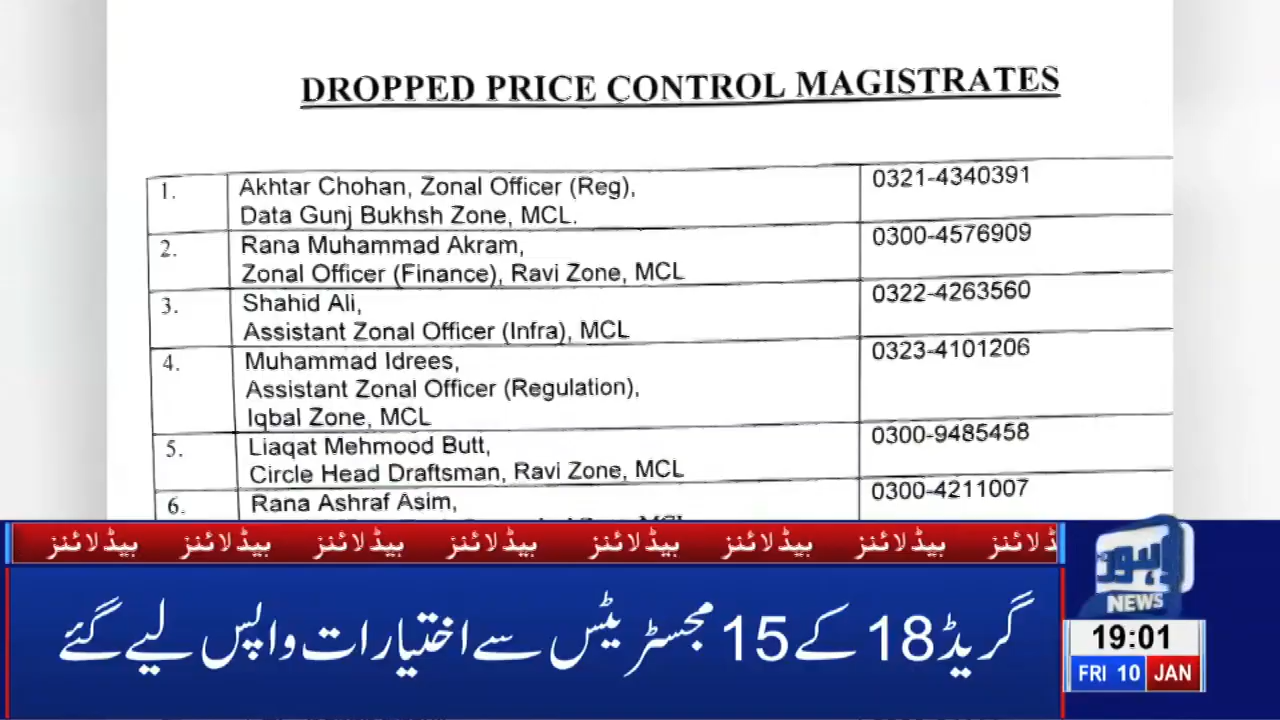 DROPPED PRICE CONTROL MAGISTRATES
1. Akhtar Chohan, Zonal Officer (Reg), 0321-4340391
Data Gunj Bukhsh Zone, MCL.
2. Rana Muhammad Akram, 0300-4576909
Zonal Officer (Finance), Ravi Zone, MCL
3. Shahid Ali, 0322-4263560
Assistant Zonal Officer (Infra), MCL
4. Muhammad Idrees, 0323-4101206
Assistant Zonal Officer (Regulation),
Iqbal Zone, MCL
5. Liaqat Mehmood Butt, 0300-9485458
Circle Head Draftsman, Ravi Zone, MCL
6. Rana Ashraf Asim, 0300-4211007
ہیڈلائنز ہیڈلائنز ہیڈلائنز ہیڈلائنز ہیڈلائنز ہیڈلائنز ہیڈلائنز
گریڈ 18 کے 15 مجسٹریٹس سے اختیارات واپس لیے گئے
لاہور
NEWS
19:01
FRI 10 JAN